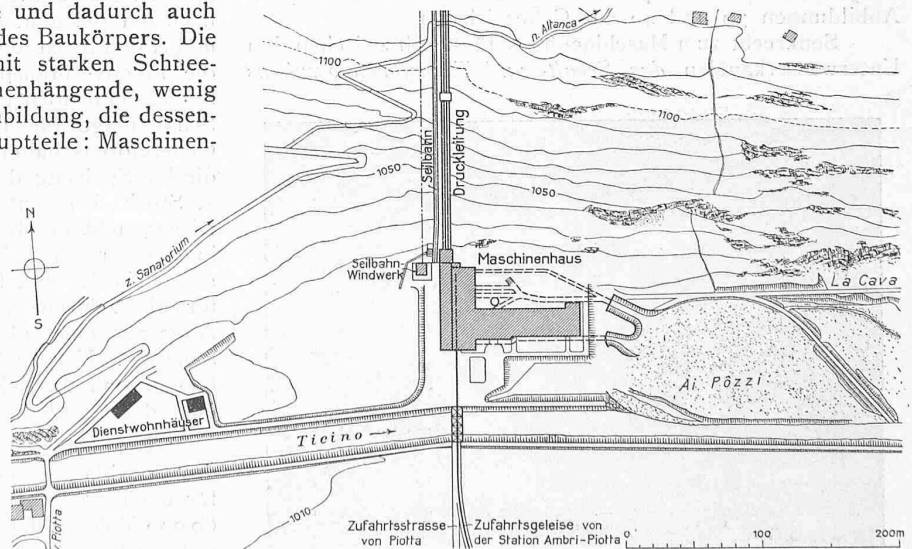 e und dadurch auch
des Baukörpers. Die
mit starken Schnee-
menhängende, wenig
bildung, die dessen-
uptteile: Maschinen-
n. Altanca
1100
1100
Seilbahn
Druckleitung
1050
1050
N
S
z. Sanatorium
Seilbahn-
Windwerk
Maschinenhaus
La Cava
Ai Pozzi
Dienstwohnhäuser
Ticino
1010
Piotta
Zufahrtsstrasse
von Piotta
Zufahrtsgeleise von
der Station Ambri-Piotta
0 100 200m